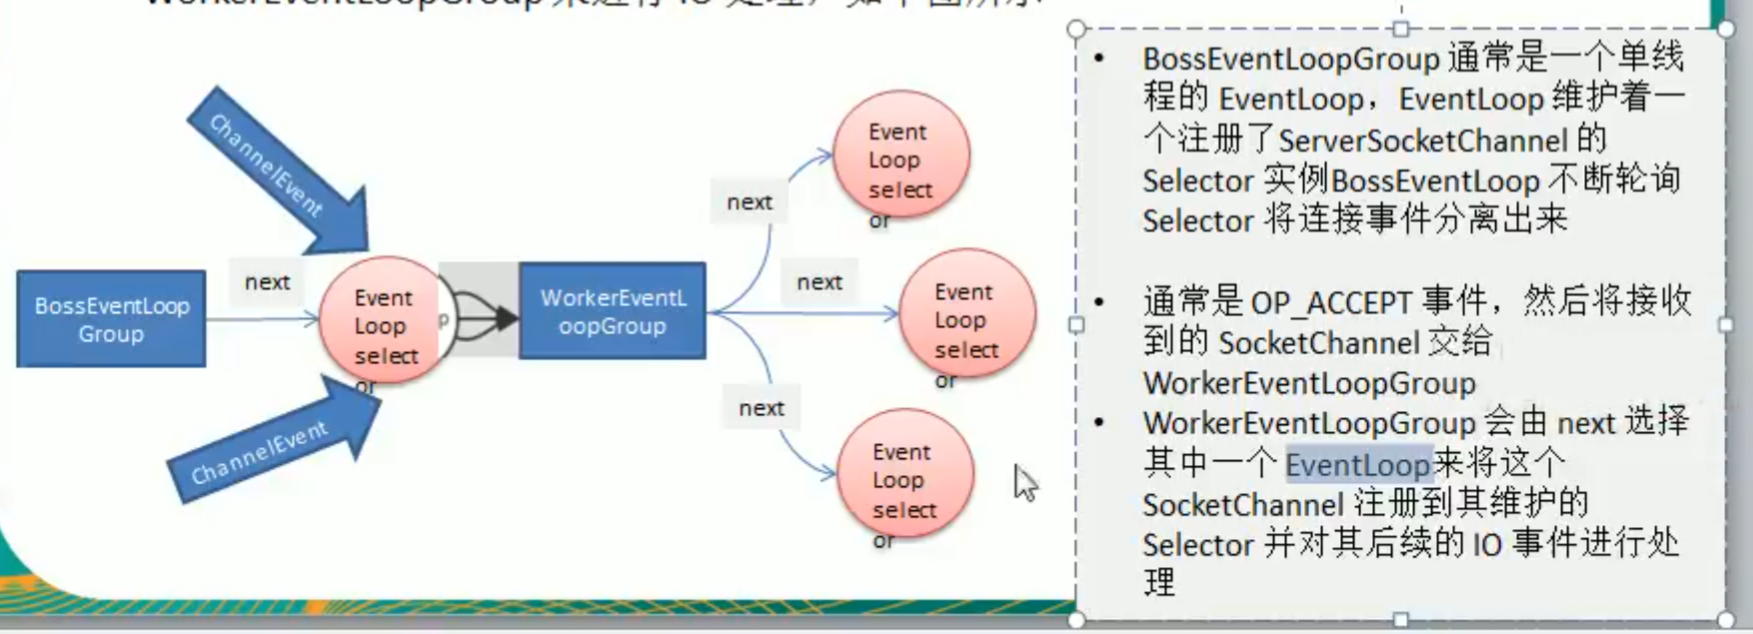 ChannelEvent
BossEventLoop
Group
next
Event
Loop
select
or
ChannelEvent
WorkerEventL
oopGroup
next
Event
Loop
select
or
next
Event
Loop
select
or
next
Event
Loop
select
or
• BossEventLoopGroup 通常是一个单线
程的 EventLoop，EventLoop 维护着一
个注册了ServerSocketChannel 的
Selector 实例BossEventLoop 不断轮询
Selector 将连接事件分离出来
• 通常是 OP_ACCEPT 事件，然后将接收
到的 SocketChannel 交给
WorkerEventLoopGroup
• WorkerEventLoopGroup 会由 next 选择
其中一个 EventLoop来将这个
SocketChannel 注册到其维护的
Selector 并对其后续的 IO 事件进行处
理